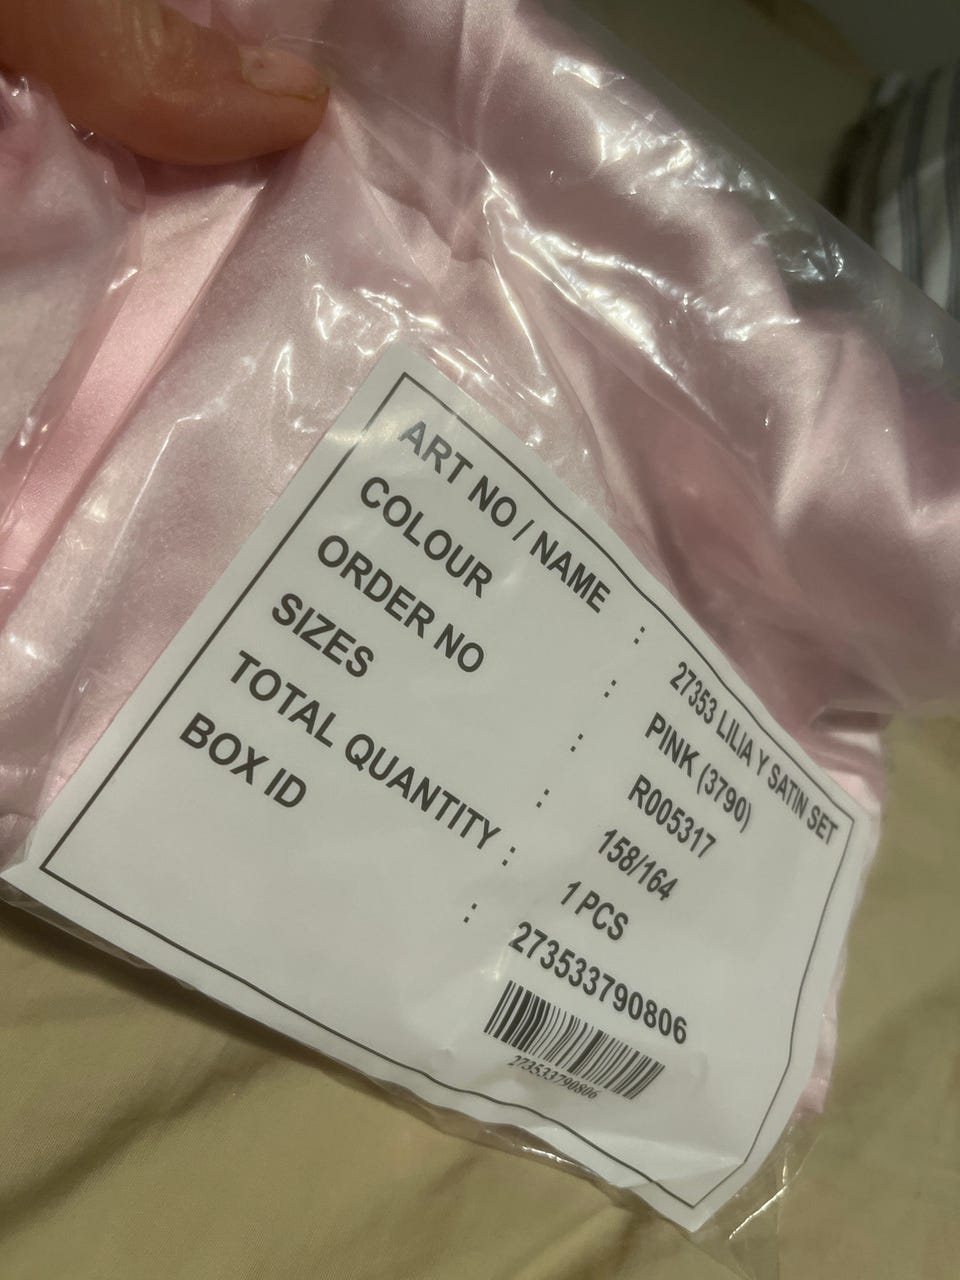 ART NO / NAME : 27353 LILIA Y SATIN SET
COLOUR : PINK (3790)
ORDER NO : R005317
SIZES : 158/164
TOTAL QUANTITY : 1 PCS
BOX ID : 273533790806
273533790806